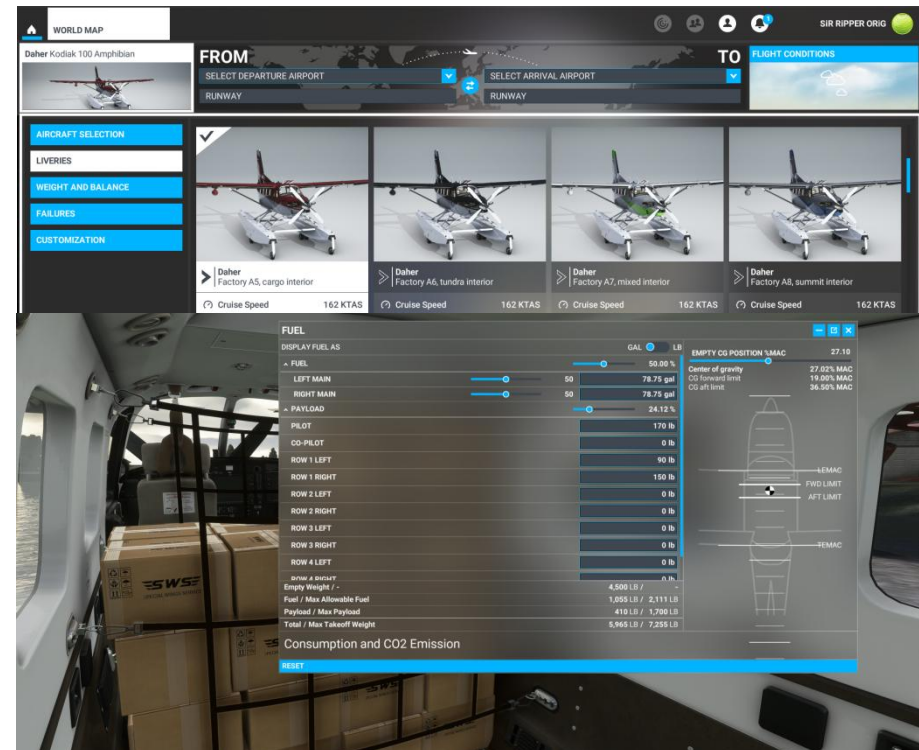 WORLD MAP
SiR RIPPER ORIG
Daher Kodiak 100 Amphibian
FROM
TO
FLIGHT CONDITIONS
SELECT DEPARTURE AIRPORT
SELECT ARRIVAL AIRPORT
RUNWAY
RUNWAY
AIRCRAFT SELECTION
LIVERIES
WEIGHT AND BALANCE
FAILURES
CUSTOMIZATION
Daher
Factory A5, cargo interior
Cruise Speed 162 KTAS
Daher
Factory A6, tundra interior
Cruise Speed 162 KTAS
Daher
Factory A7, mixed interior
Cruise Speed 162 KTAS
Daher
Factory A8, summit interior
Cruise Speed 162 KTAS
FUEL
DISPLAY FUEL AS GAL LB
FUEL 50.00 %
LEFT MAIN 50 78.75 gal
RIGHT MAIN 50 78.75 gal
PAYLOAD 24.12 %
PILOT 170 lb
CO-PILOT 0 lb
ROW 1 LEFT 90 lb
ROW 1 RIGHT 150 lb
ROW 2 LEFT 0 lb
ROW 2 RIGHT 0 lb
ROW 3 LEFT 0 lb
ROW 3 RIGHT 0 lb
ROW 4 LEFT 0 lb
ROW 4 RIGHT 0 lb
Empty Weight / - 4,500 LB / -
Fuel / Max Allowable Fuel 1,055 LB / 2,111 LB
Payload / Max Payload 410 LB / 1,700 LB
Total / Max Takeoff Weight 5,965 LB / 7,255 LB
Consumption and CO2 Emission
RESET
EMPTY CG POSITION %MAC 27.10
Center of gravity 27.02% MAC
CG forward limit 19.00% MAC
CG aft limit 36.50% MAC
LEMAC
FWD LIMIT
AFT LIMIT
TEMAC
SWS
SWS